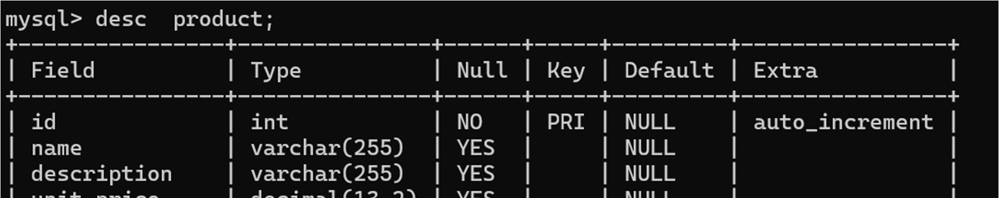 mysql> desc  product;
+----------------+---------------+-------+------+----------+----------------+
| Field          | Type         | Null | Key | Default | Extra          |
+----------------+---------------+-------+------+----------+----------------+
| id             | int          | NO   | PRI | NULL    | auto_increment |
| name           | varchar(255) | YES  |     | NULL    |                |
| description    | varchar(255) | YES  |     | NULL    |                |
| unit_price     | decimal(13,2) | YES  |     | NULL    |                |